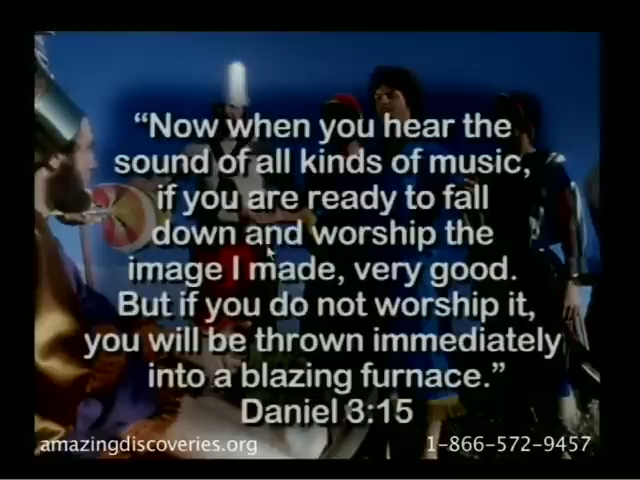 “Now when you hear the
sound of all kinds of music,
if you are ready to fall
down and worship the
image I made, very good.
But if you do not worship it,
you will be thrown immediately
into a blazing furnace.”
Daniel 3:15
amazingdiscoveries.org
1-866-572-9457